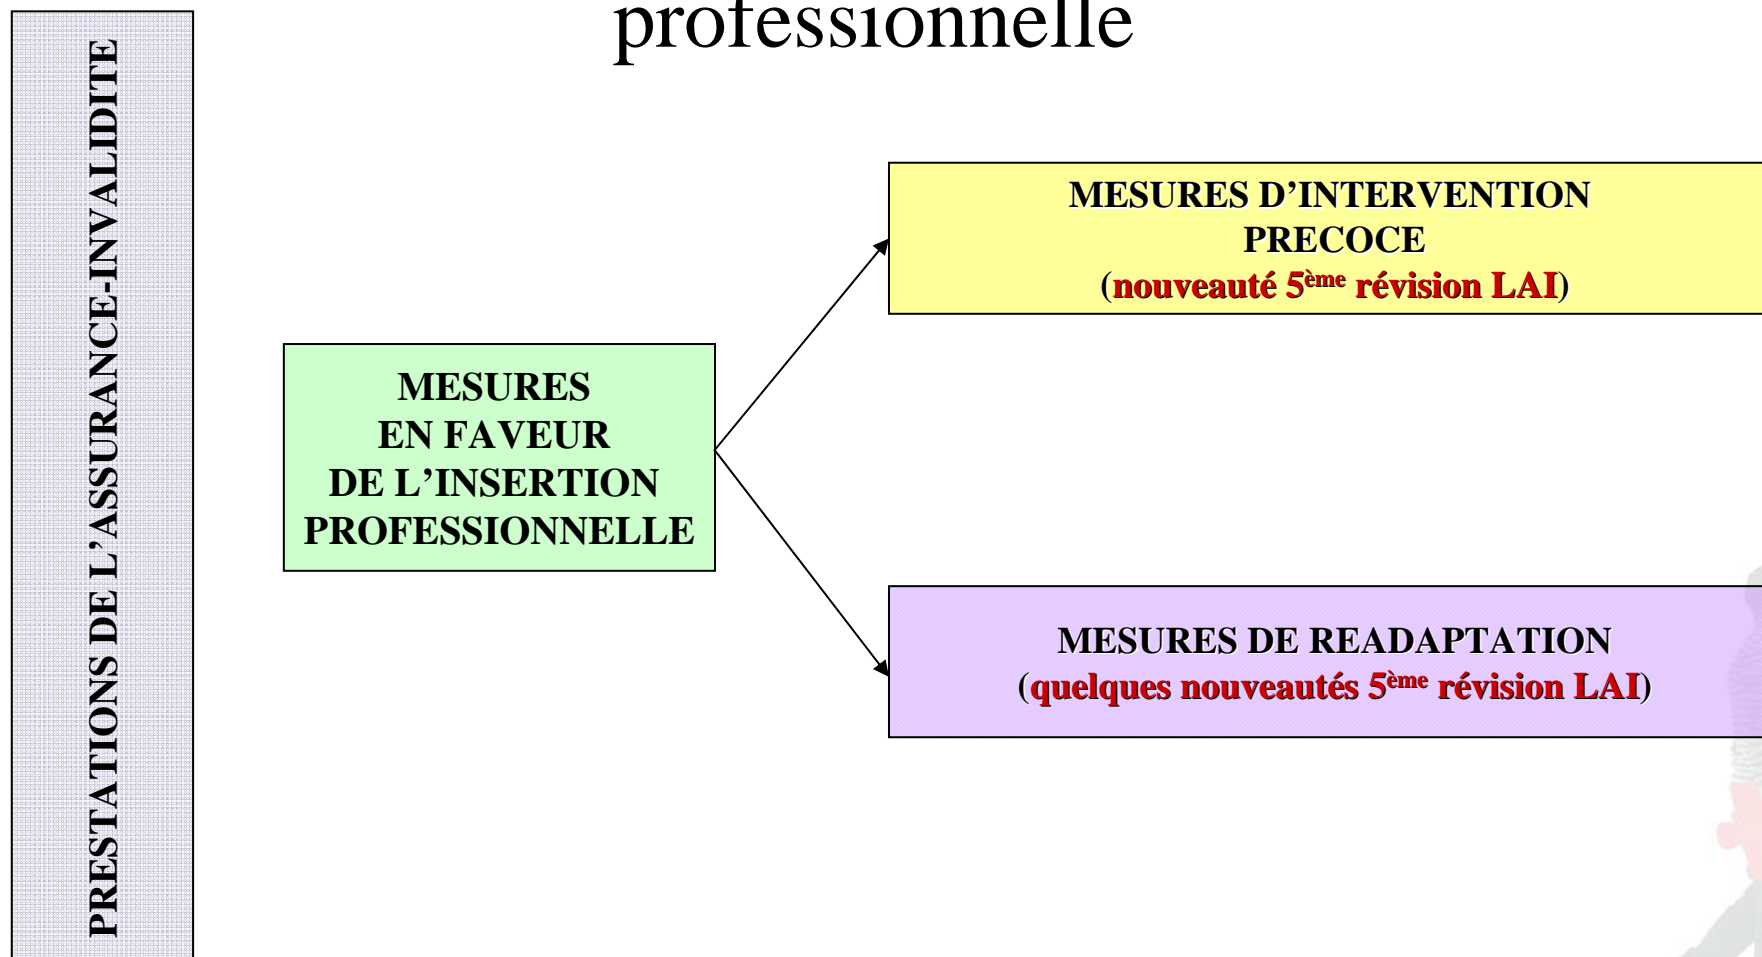 professionnelle
PRESTATIONS DE L’ASSURANCE-INVALIDITE
MESURES D’INTERVENTION
PRECOCE
(nouveauté 5ème révision LAI)
MESURES
EN FAVEUR
DE L’INSERTION
PROFESSIONNELLE
MESURES DE READAPTATION
(quelques nouveautés 5ème révision LAI)